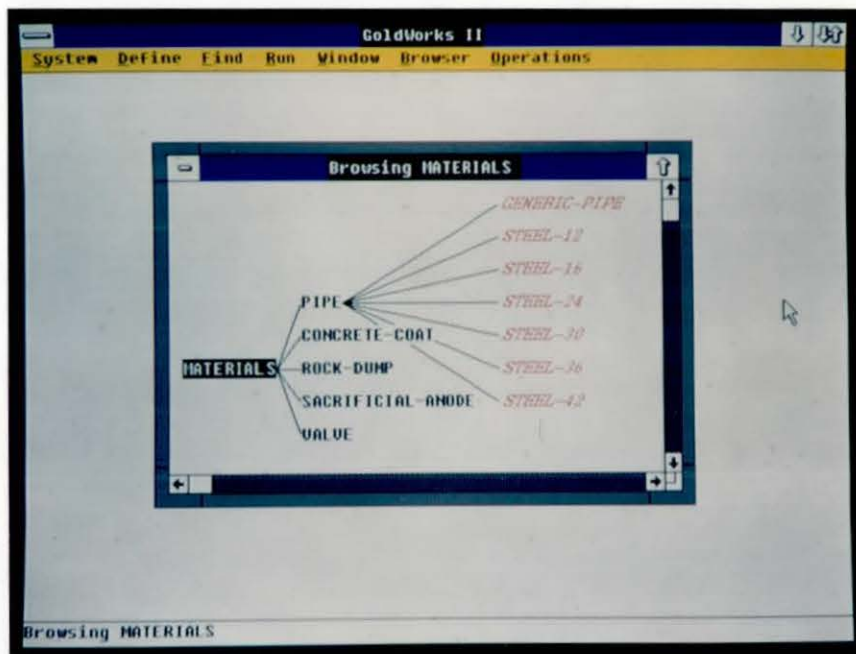 GoldWorks II
System Define Find Run Window Browser Operations
Browsing MATERIALS
GENERIC-PIPE
STEEL-12
STEEL-16
PIPE STEEL-24
CONCRETE-COAT STEEL-30
MATERIALS ROCK-DUMP STEEL-36
SACRIFICIAL-ANODE STEEL-42
VALVE
Browsing MATERIALS